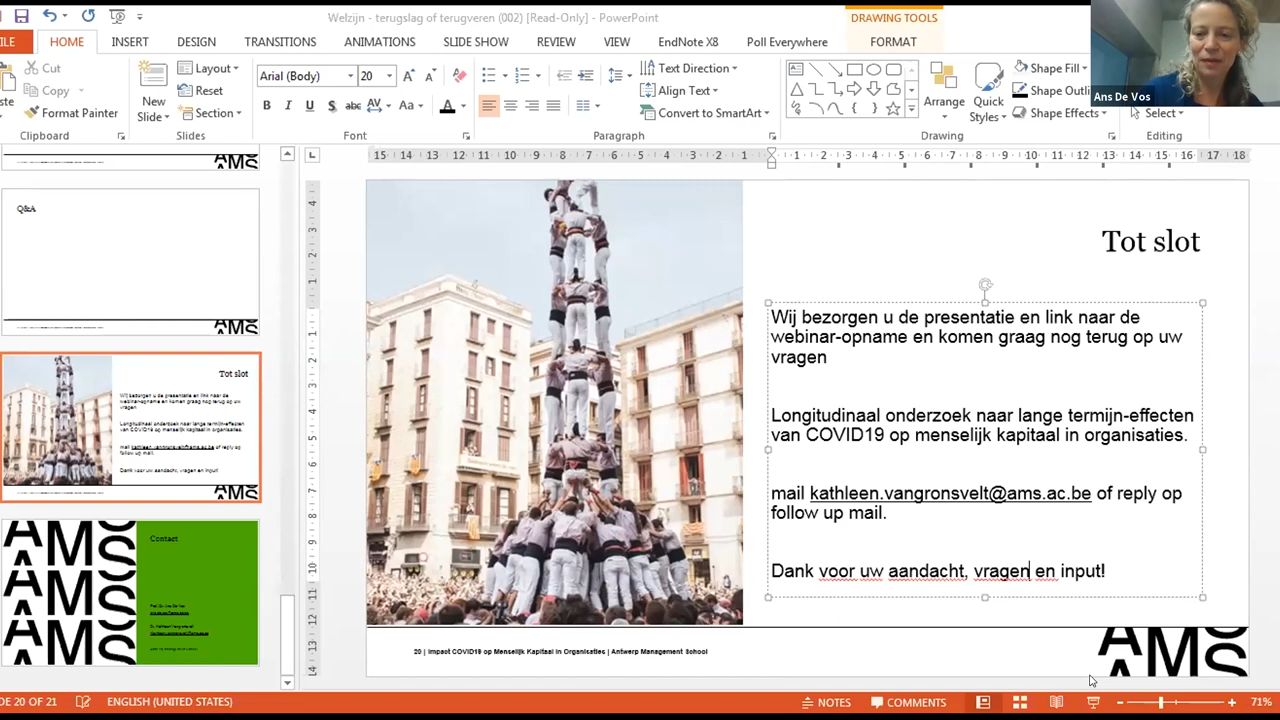 Welzijn - terugslag of terugveren (002) [Read-Only] - PowerPoint
DRAWING TOOLS
HOME
INSERT
DESIGN
TRANSITIONS
ANIMATIONS
SLIDE SHOW
REVIEW
VIEW
EndNote X8
Poll Everywhere
FORMAT
Cut
Copy
Format Painter
Clipboard
New Slide
Layout
Reset
Section
Slides
Arial (Body)
20
Font
Text Direction
Align Text
Convert to SmartArt
Paragraph
Arrange
Quick Styles
Shape Fill
Shape Effects
Drawing
Select
Editing
Ans De Vos
Q&A
AMS
Tot slot
Wij bezorgen u de presentatie en link naar de
webinar-opname en komen graag nog terug op uw
vragen
Longitudinaal onderzoek naar lange termijn-effecten
van COVID19 op menselijk kapitaal in organisaties.
mail kathleen.vangronsvelt@ams.ac.be of reply op
follow up mail.
Dank voor uw aandacht, vragen en input!
20 | Impact COVID19 op Menselijk Kapitaal in Organisaties | Antwerp Management School
AMS
Contact
AMS
AMS
AMS
20 OF 21
ENGLISH (UNITED STATES)
NOTES
COMMENTS
71%